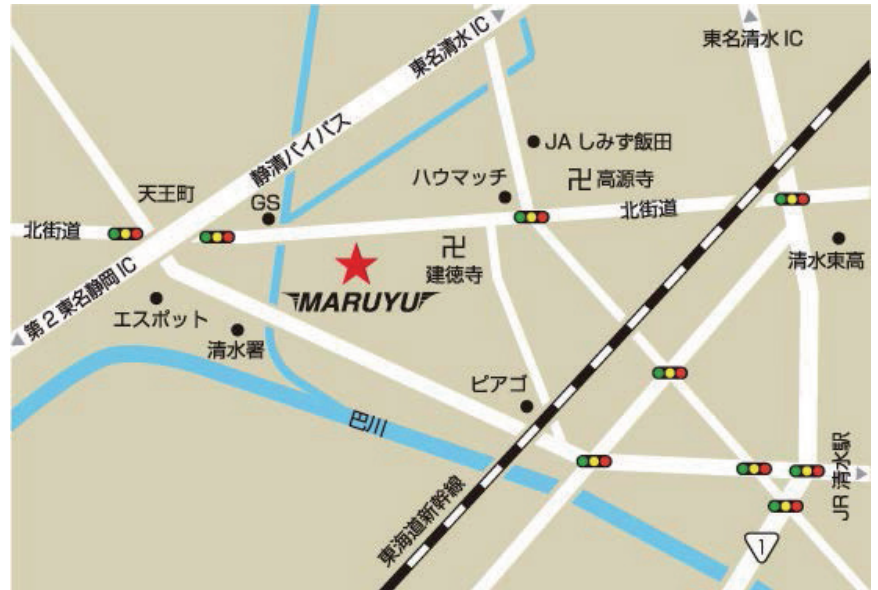 東名清水IC
東名清水IC
静清バイパス
JAしみず飯田
ハウマッチ
卍高源寺
天王町
GS
北街道
北街道
卍
建徳寺
清水東高
MARUYU
第2東名静岡IC
エスポット
清水署
ピアゴ
巴川
東海道新幹線
JR清水駅
1